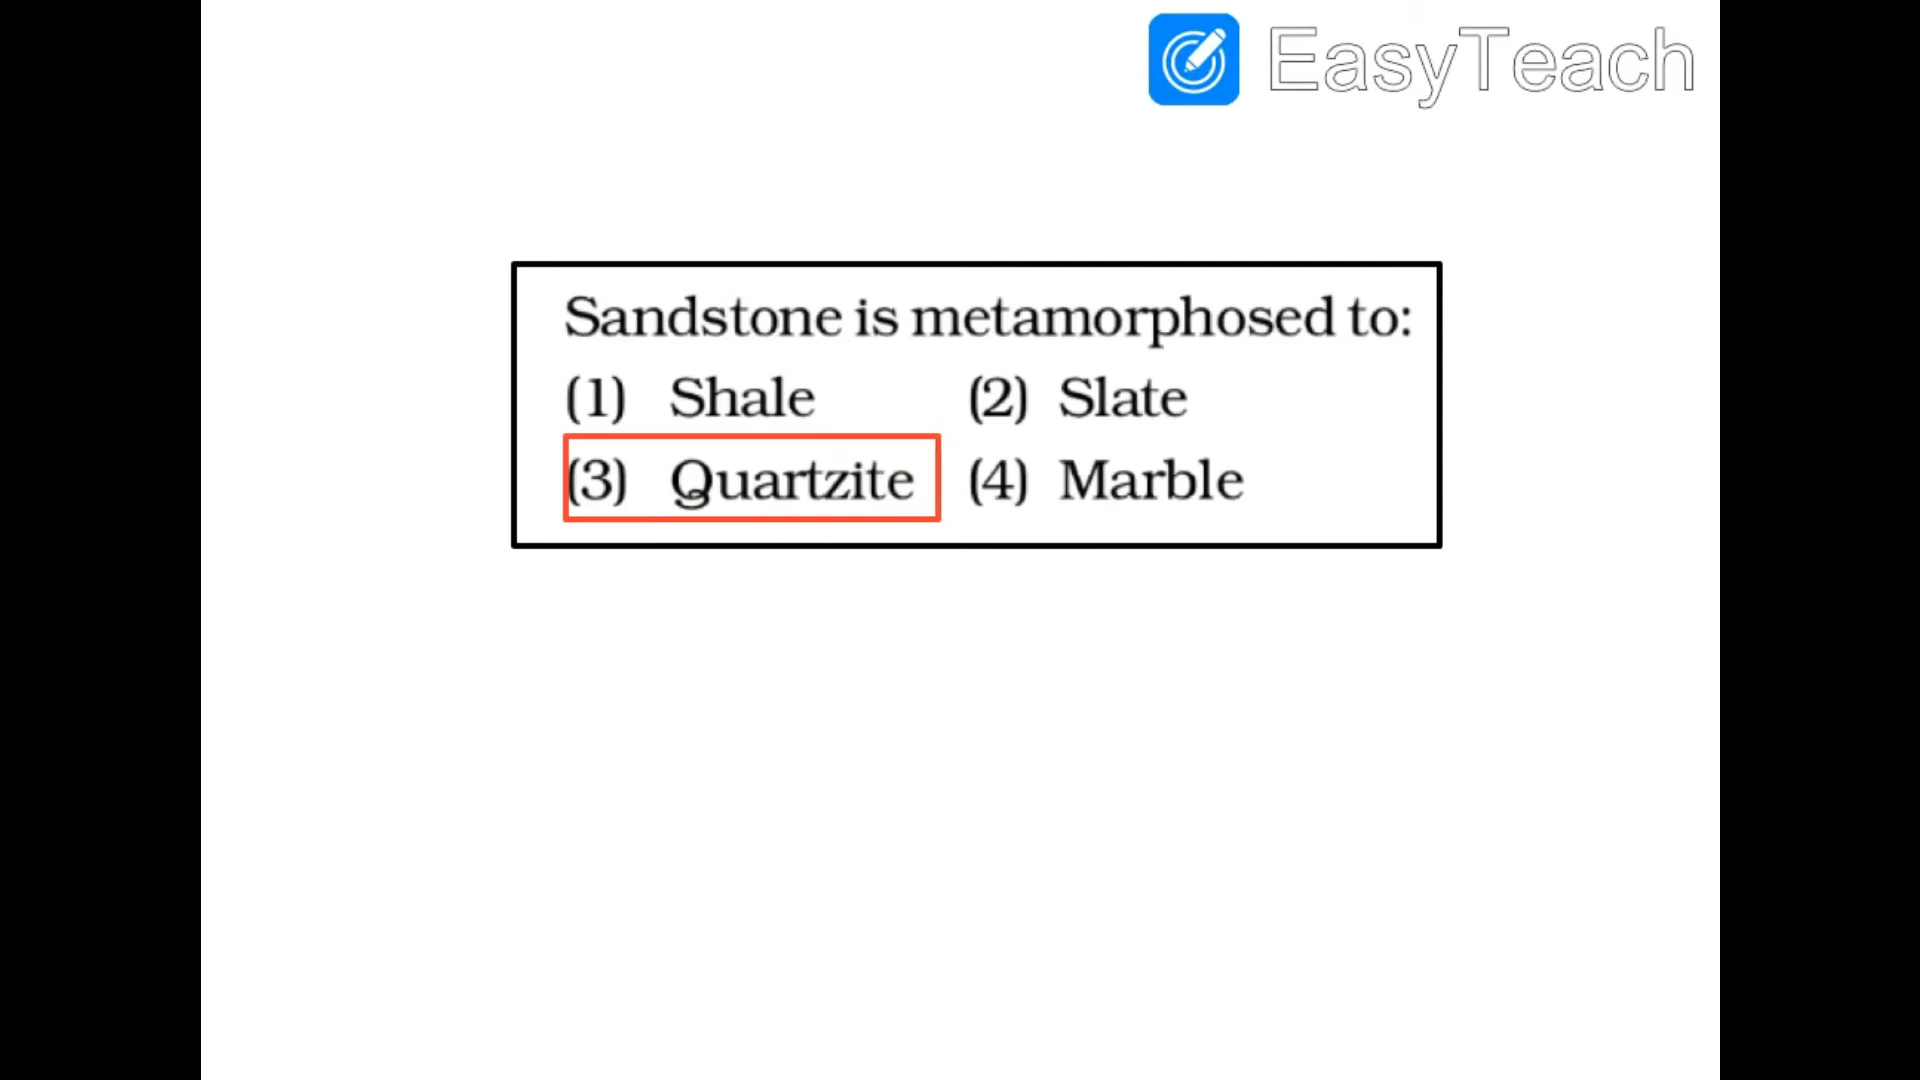 EasyTeach
Sandstone is metamorphosed to:
(1) Shale (2) Slate
(3) Quartzite (4) Marble